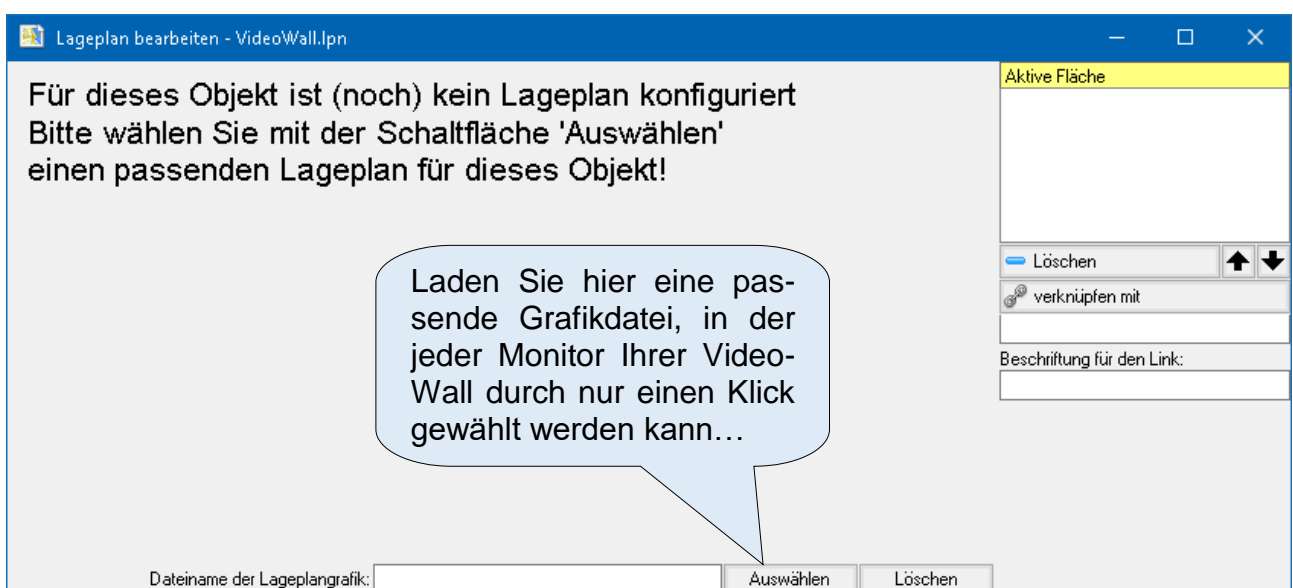 Lageplan bearbeiten - VideoWall.lpn
Für dieses Objekt ist (noch) kein Lageplan konfiguriert
Bitte wählen Sie mit der Schaltfläche 'Auswählen'
einen passenden Lageplan für dieses Objekt!
Aktive Fläche
Löschen
verknüpfen mit
Beschriftung für den Link:
Laden Sie hier eine pas-
sende Grafikdatei, in der
jeder Monitor Ihrer Video-
Wall durch nur einen Klick
gewählt werden kann…
Dateiname der Lageplangrafik: Auswählen Löschen